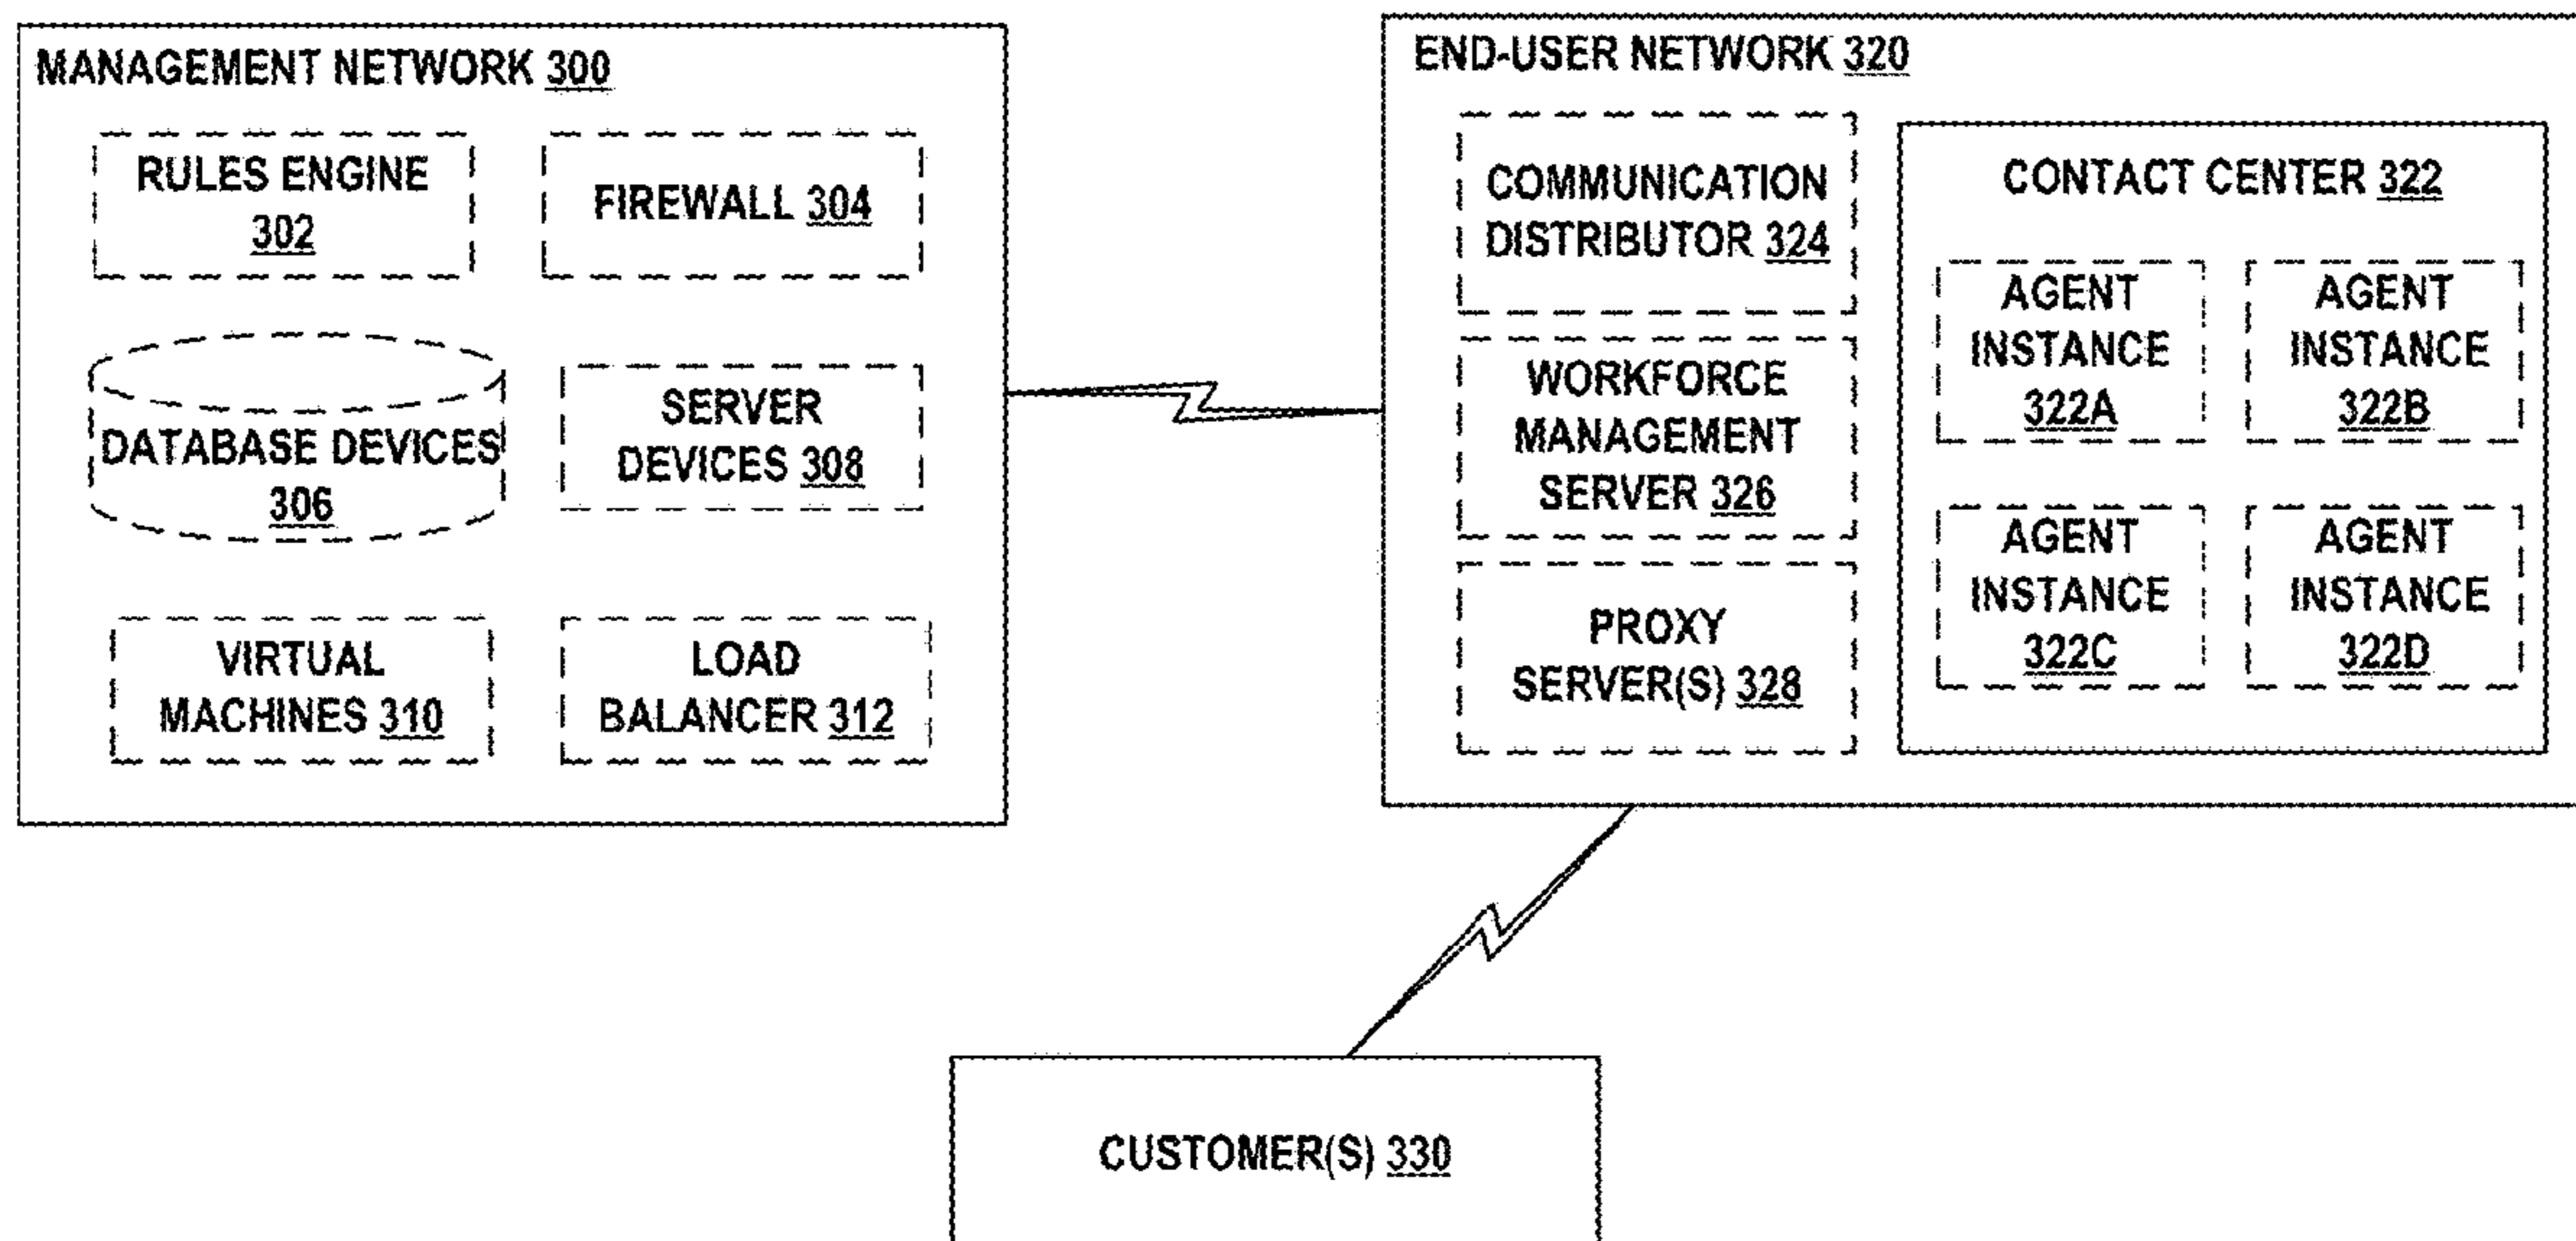 MANAGEMENT NETWORK 300
RULES ENGINE
302
FIREWALL 304
DATABASE DEVICES
306
SERVER
DEVICES 308
VIRTUAL
MACHINES 310
LOAD
BALANCER 312
END-USER NETWORK 320
COMMUNICATION
DISTRIBUTOR 324
WORKFORCE
MANAGEMENT
SERVER 326
PROXY
SERVER(S) 328
CONTACT CENTER 322
AGENT
INSTANCE
322A
AGENT
INSTANCE
322B
AGENT
INSTANCE
322C
AGENT
INSTANCE
322D
CUSTOMER(S) 330